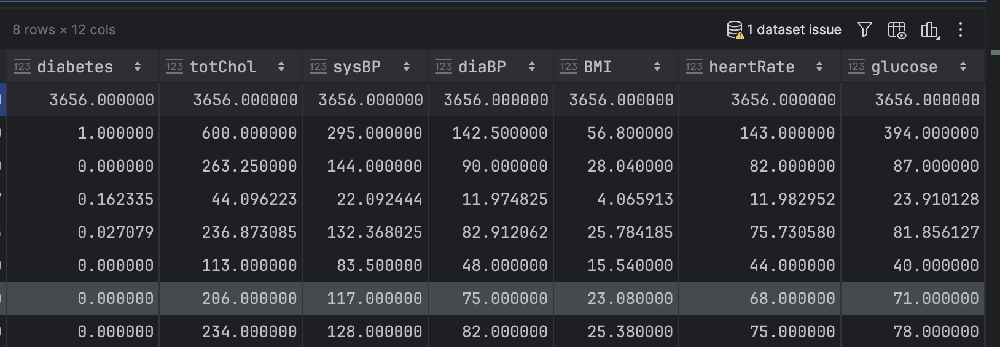 8 rows × 12 cols 1 dataset issue
123 diabetes 123 totChol 123 sysBP 123 diaBP 123 BMI 123 heartRate 123 glucose
3656.000000 3656.000000 3656.000000 3656.000000 3656.000000 3656.000000 3656.000000
1.000000 600.000000 295.000000 142.500000 56.800000 143.000000 394.000000
0.000000 263.250000 144.000000 90.000000 28.040000 82.000000 87.000000
0.162335 44.096223 22.092444 11.974825 4.065913 11.982952 23.910128
0.027079 236.873085 132.368025 82.912062 25.784185 75.730580 81.856127
0.000000 113.000000 83.500000 48.000000 15.540000 44.000000 40.000000
0.000000 206.000000 117.000000 75.000000 23.080000 68.000000 71.000000
0.000000 234.000000 128.000000 82.000000 25.380000 75.000000 78.000000